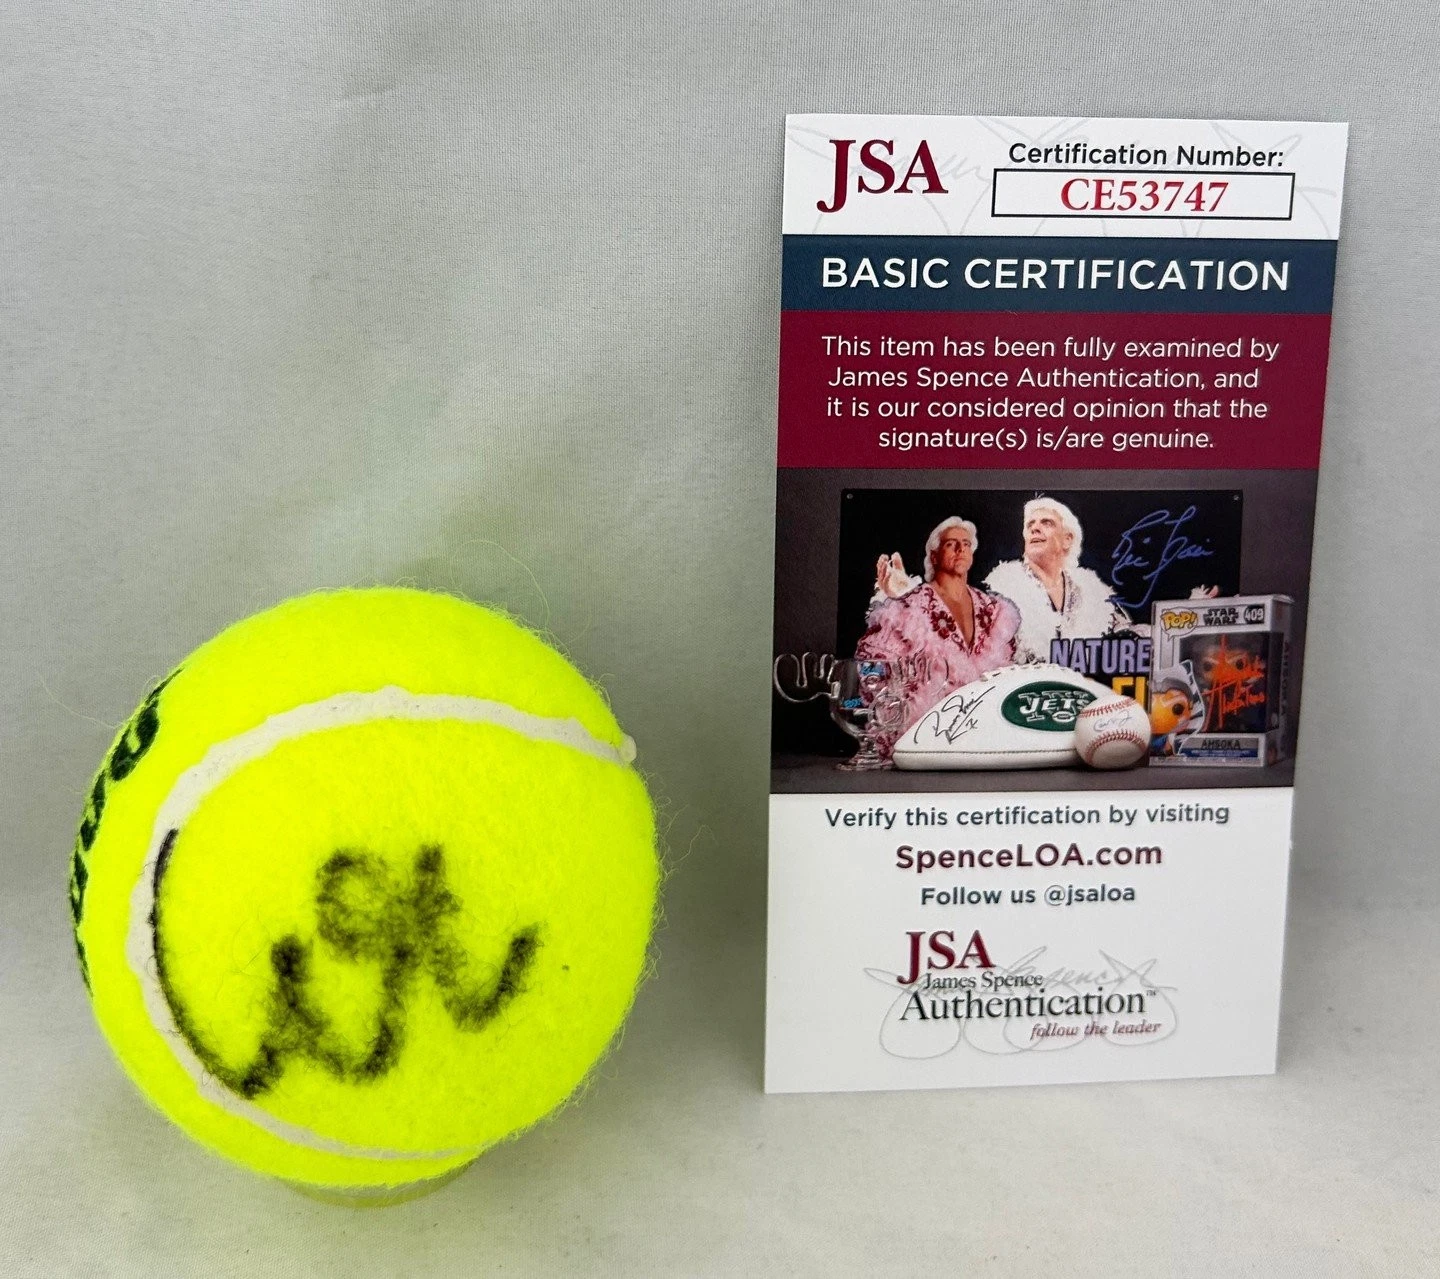 JSA
Certification Number:
CE53747
BASIC CERTIFICATION
This item has been fully examined by
James Spence Authentication, and
it is our considered opinion that the
signature(s) is/are genuine.
NATURE
POP!
STAR
WARS
409
JETS
AHSOKA
Verify this certification by visiting
SpenceLOA.com
Follow us @jsaloa
JSA
James Spence
Authentication™
follow the leader